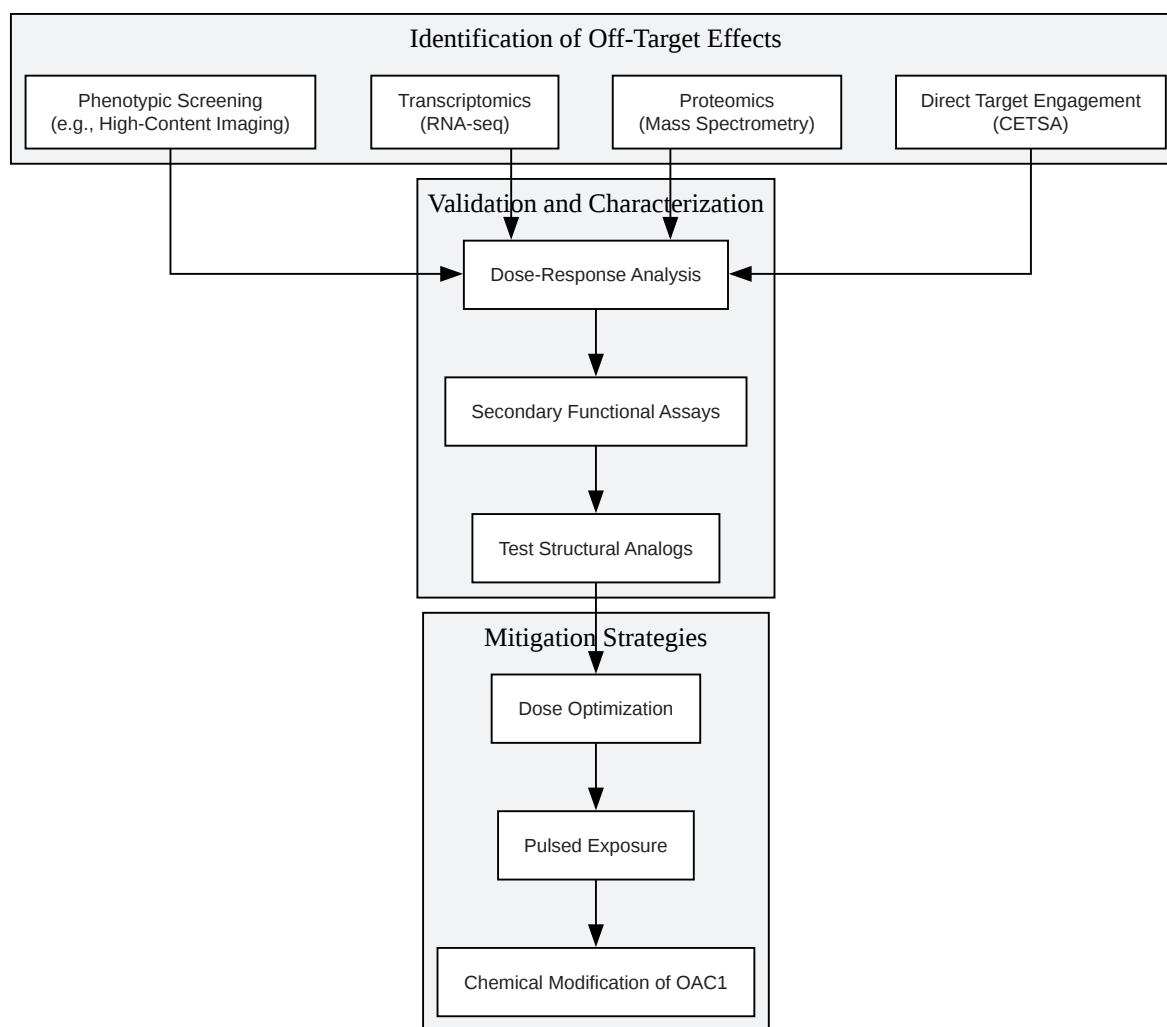 Identification of Off-Target Effects
Phenotypic Screening
(e.g., High-Content Imaging)
Transcriptomics
(RNA-seq)
Proteomics
(Mass Spectrometry)
Direct Target Engagement
(CETSA)
Validation and Characterization
Dose-Response Analysis
Secondary Functional Assays
Test Structural Analogs
Mitigation Strategies
Dose Optimization
Pulsed Exposure
Chemical Modification of OAC1